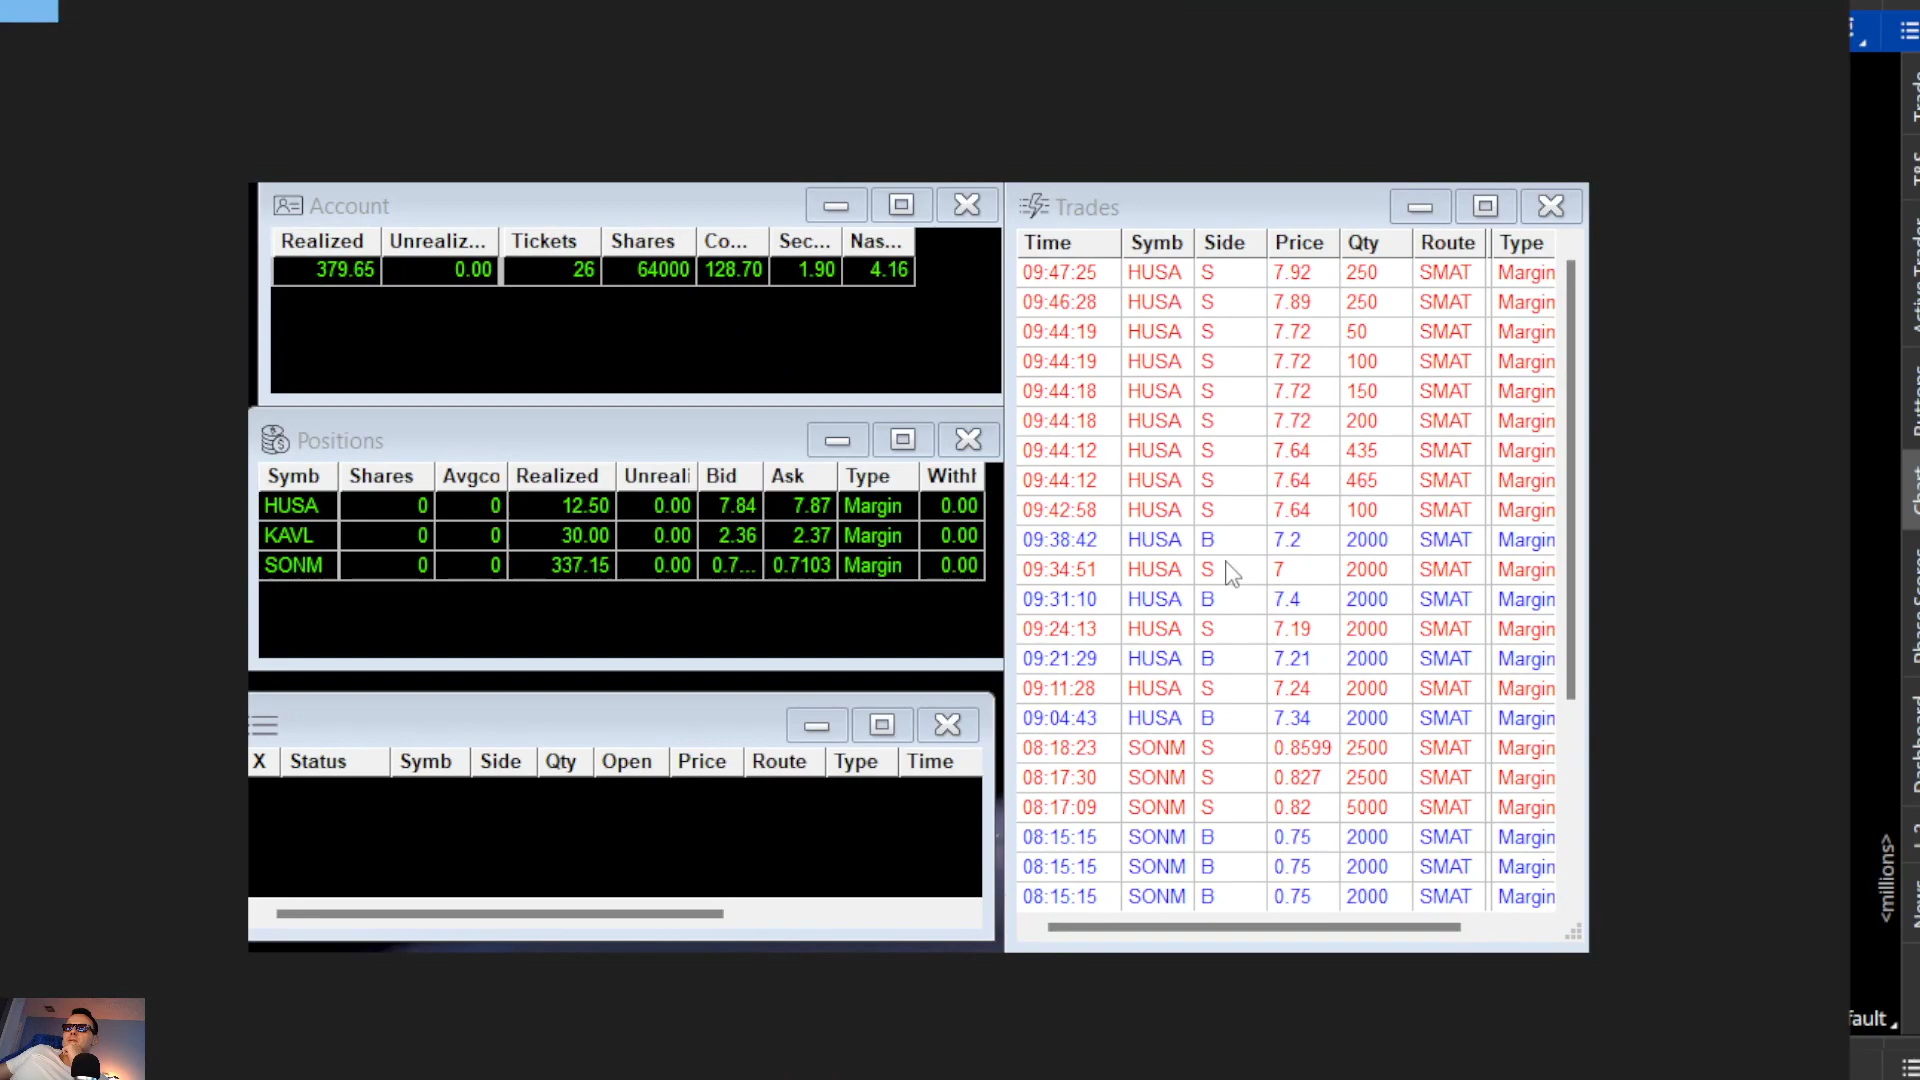 Account
Realized Unrealiz... Tickets Shares Co... Sec... Nas...
379.65 0.00 26 64000 128.70 1.90 4.16
Positions
Symb Shares Avgco Realized Unreali Bid Ask Type Withh
HUSA 0 0 12.50 0.00 7.84 7.87 Margin 0.00
KAVL 0 0 30.00 0.00 2.36 2.37 Margin 0.00
SONM 0 0 337.15 0.00 0.7... 0.7103 Margin 0.00
X Status Symb Side Qty Open Price Route Type Time
Trades
Time Symb Side Price Qty Route Type
09:47:25 HUSA S 7.92 250 SMAT Margin
09:46:28 HUSA S 7.89 250 SMAT Margin
09:44:19 HUSA S 7.72 50 SMAT Margin
09:44:19 HUSA S 7.72 100 SMAT Margin
09:44:18 HUSA S 7.72 150 SMAT Margin
09:44:18 HUSA S 7.72 200 SMAT Margin
09:44:12 HUSA S 7.64 435 SMAT Margin
09:44:12 HUSA S 7.64 465 SMAT Margin
09:42:58 HUSA S 7.64 100 SMAT Margin
09:38:42 HUSA B 7.2 2000 SMAT Margin
09:34:51 HUSA S 7 2000 SMAT Margin
09:31:10 HUSA B 7.4 2000 SMAT Margin
09:24:13 HUSA S 7.19 2000 SMAT Margin
09:21:29 HUSA B 7.21 2000 SMAT Margin
09:11:28 HUSA S 7.24 2000 SMAT Margin
09:04:43 HUSA B 7.34 2000 SMAT Margin
08:18:23 SONM S 0.8599 2500 SMAT Margin
08:17:30 SONM S 0.827 2500 SMAT Margin
08:17:09 SONM S 0.82 5000 SMAT Margin
08:15:15 SONM B 0.75 2000 SMAT Margin
08:15:15 SONM B 0.75 2000 SMAT Margin
08:15:15 SONM B 0.75 2000 SMAT Margin
Trade
T&S
Active Trader
Buttons
Chart
Phase Scores
Dashboard
L 2
News
<millions>
fault